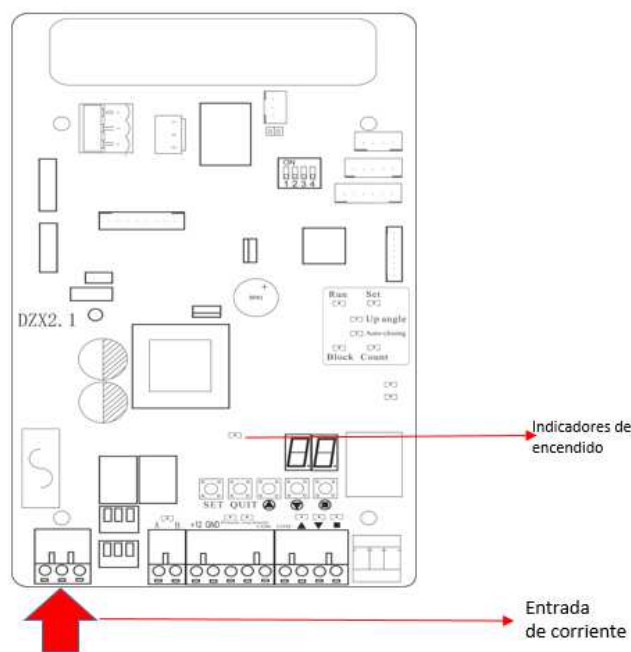 ON
1 2 3 4
Run Set
Up angle
Auto-closing
Block Count
DZX2.1
Indicadores de
encendido
SET QUIT
A B +12 GND
Entrada
de corriente